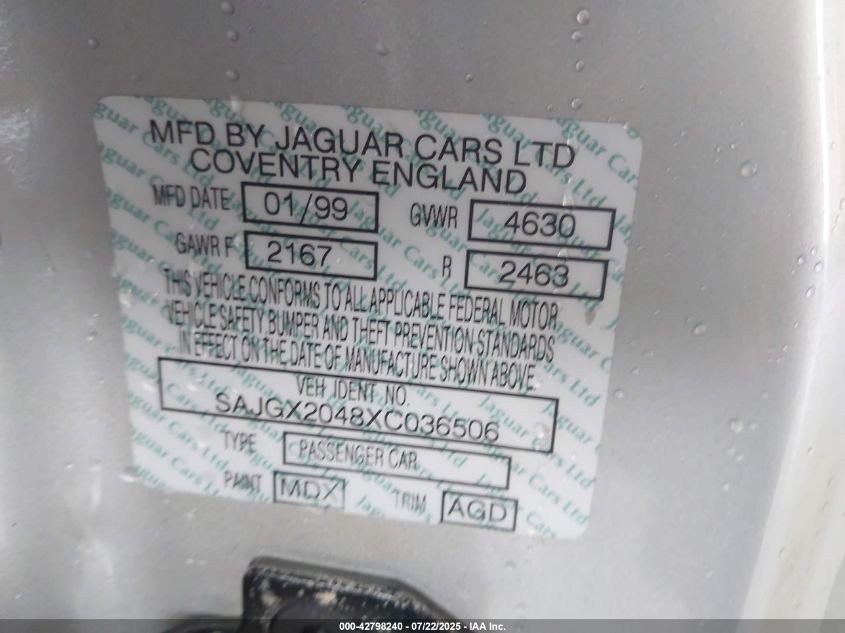 MFD BY JAGUAR CARS LTD
COVENTRY ENGLAND
MFD DATE 01/99 GVWR 4630
GAWR F 2167 R 2463
THIS VEHICLE CONFORMS TO ALL APPLICABLE FEDERAL MOTOR
VEHICLE SAFETY BUMPER AND THEFT PREVENTION STANDARDS
IN EFFECT ON THE DATE OF MANUFACTURE SHOWN ABOVE.
VEH IDENT NO.
SAJGX2048XC036506
TYPE PASSENGER CAR
PAINT MDX TRIM AGD
000-42798240 - 07/22/2025 - IAA Inc.